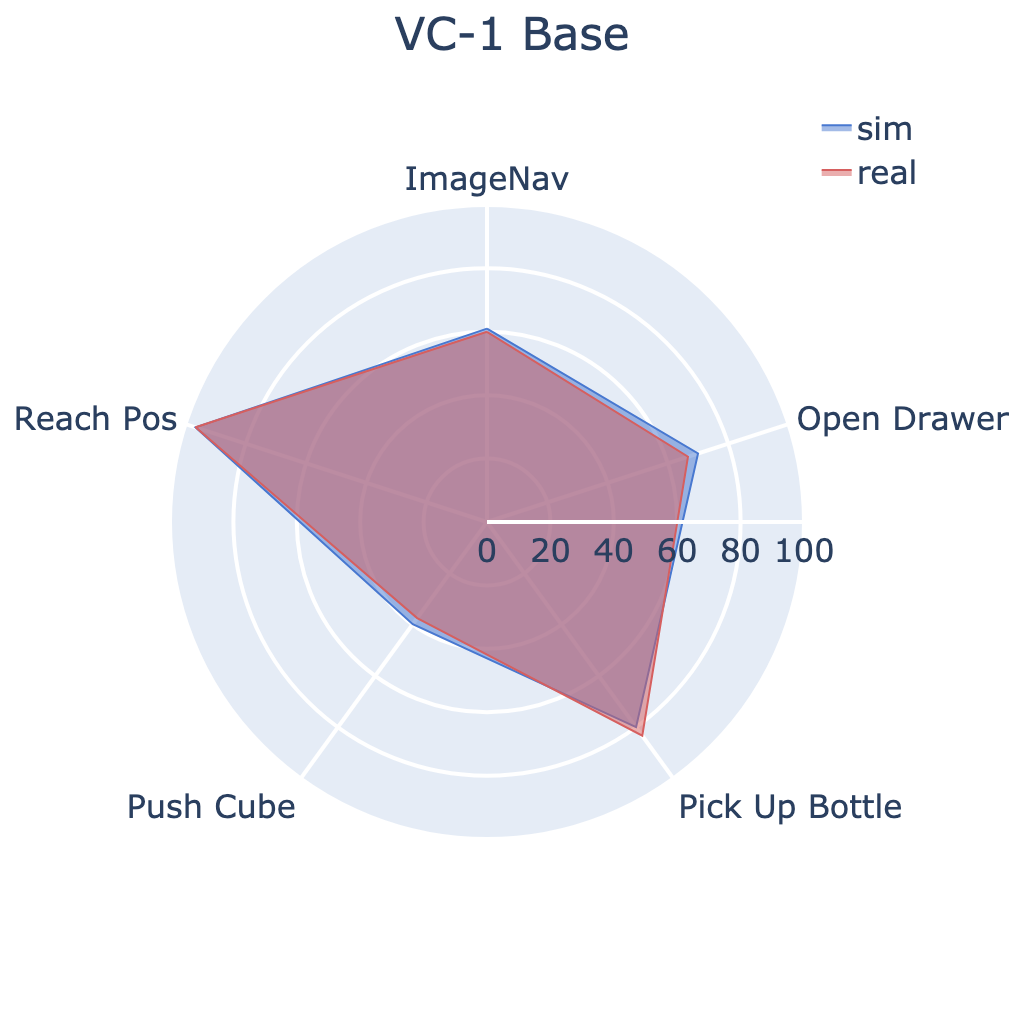 VC-1 Base
sim
real
ImageNav
Reach Pos
Open Drawer
0 20 40 60 80 100
Push Cube
Pick Up Bottle